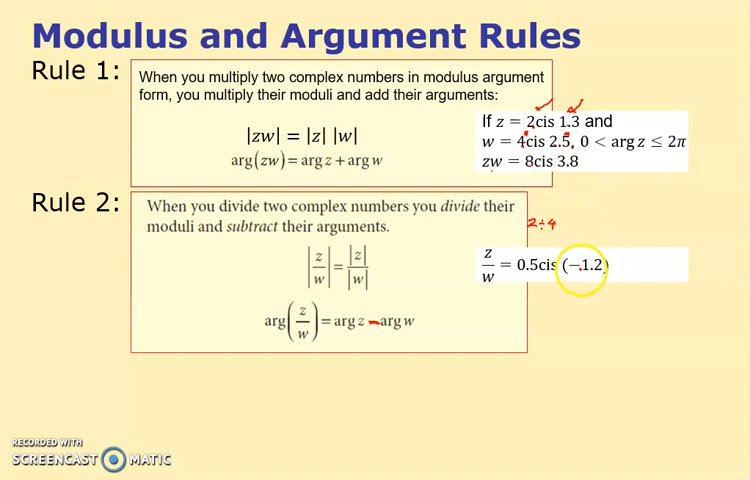 Modulus and Argument Rules
Rule 1:
When you multiply two complex numbers in modulus argument
form, you multiply their moduli and add their arguments:
|zw| = |z| |w|
arg(zw) = arg z + arg w
If z = 2cis 1.3 and
w = 4cis 2.5, 0 < arg z ≤ 2π
zw = 8cis 3.8
Rule 2:
When you divide two complex numbers you divide their
moduli and subtract their arguments.
|z/w| = |z|/|w|
arg(z/w) = arg z – arg w
2÷4
z/w = 0.5cis (−1.2)
RECORDED WITH
SCREENCAST MATIC